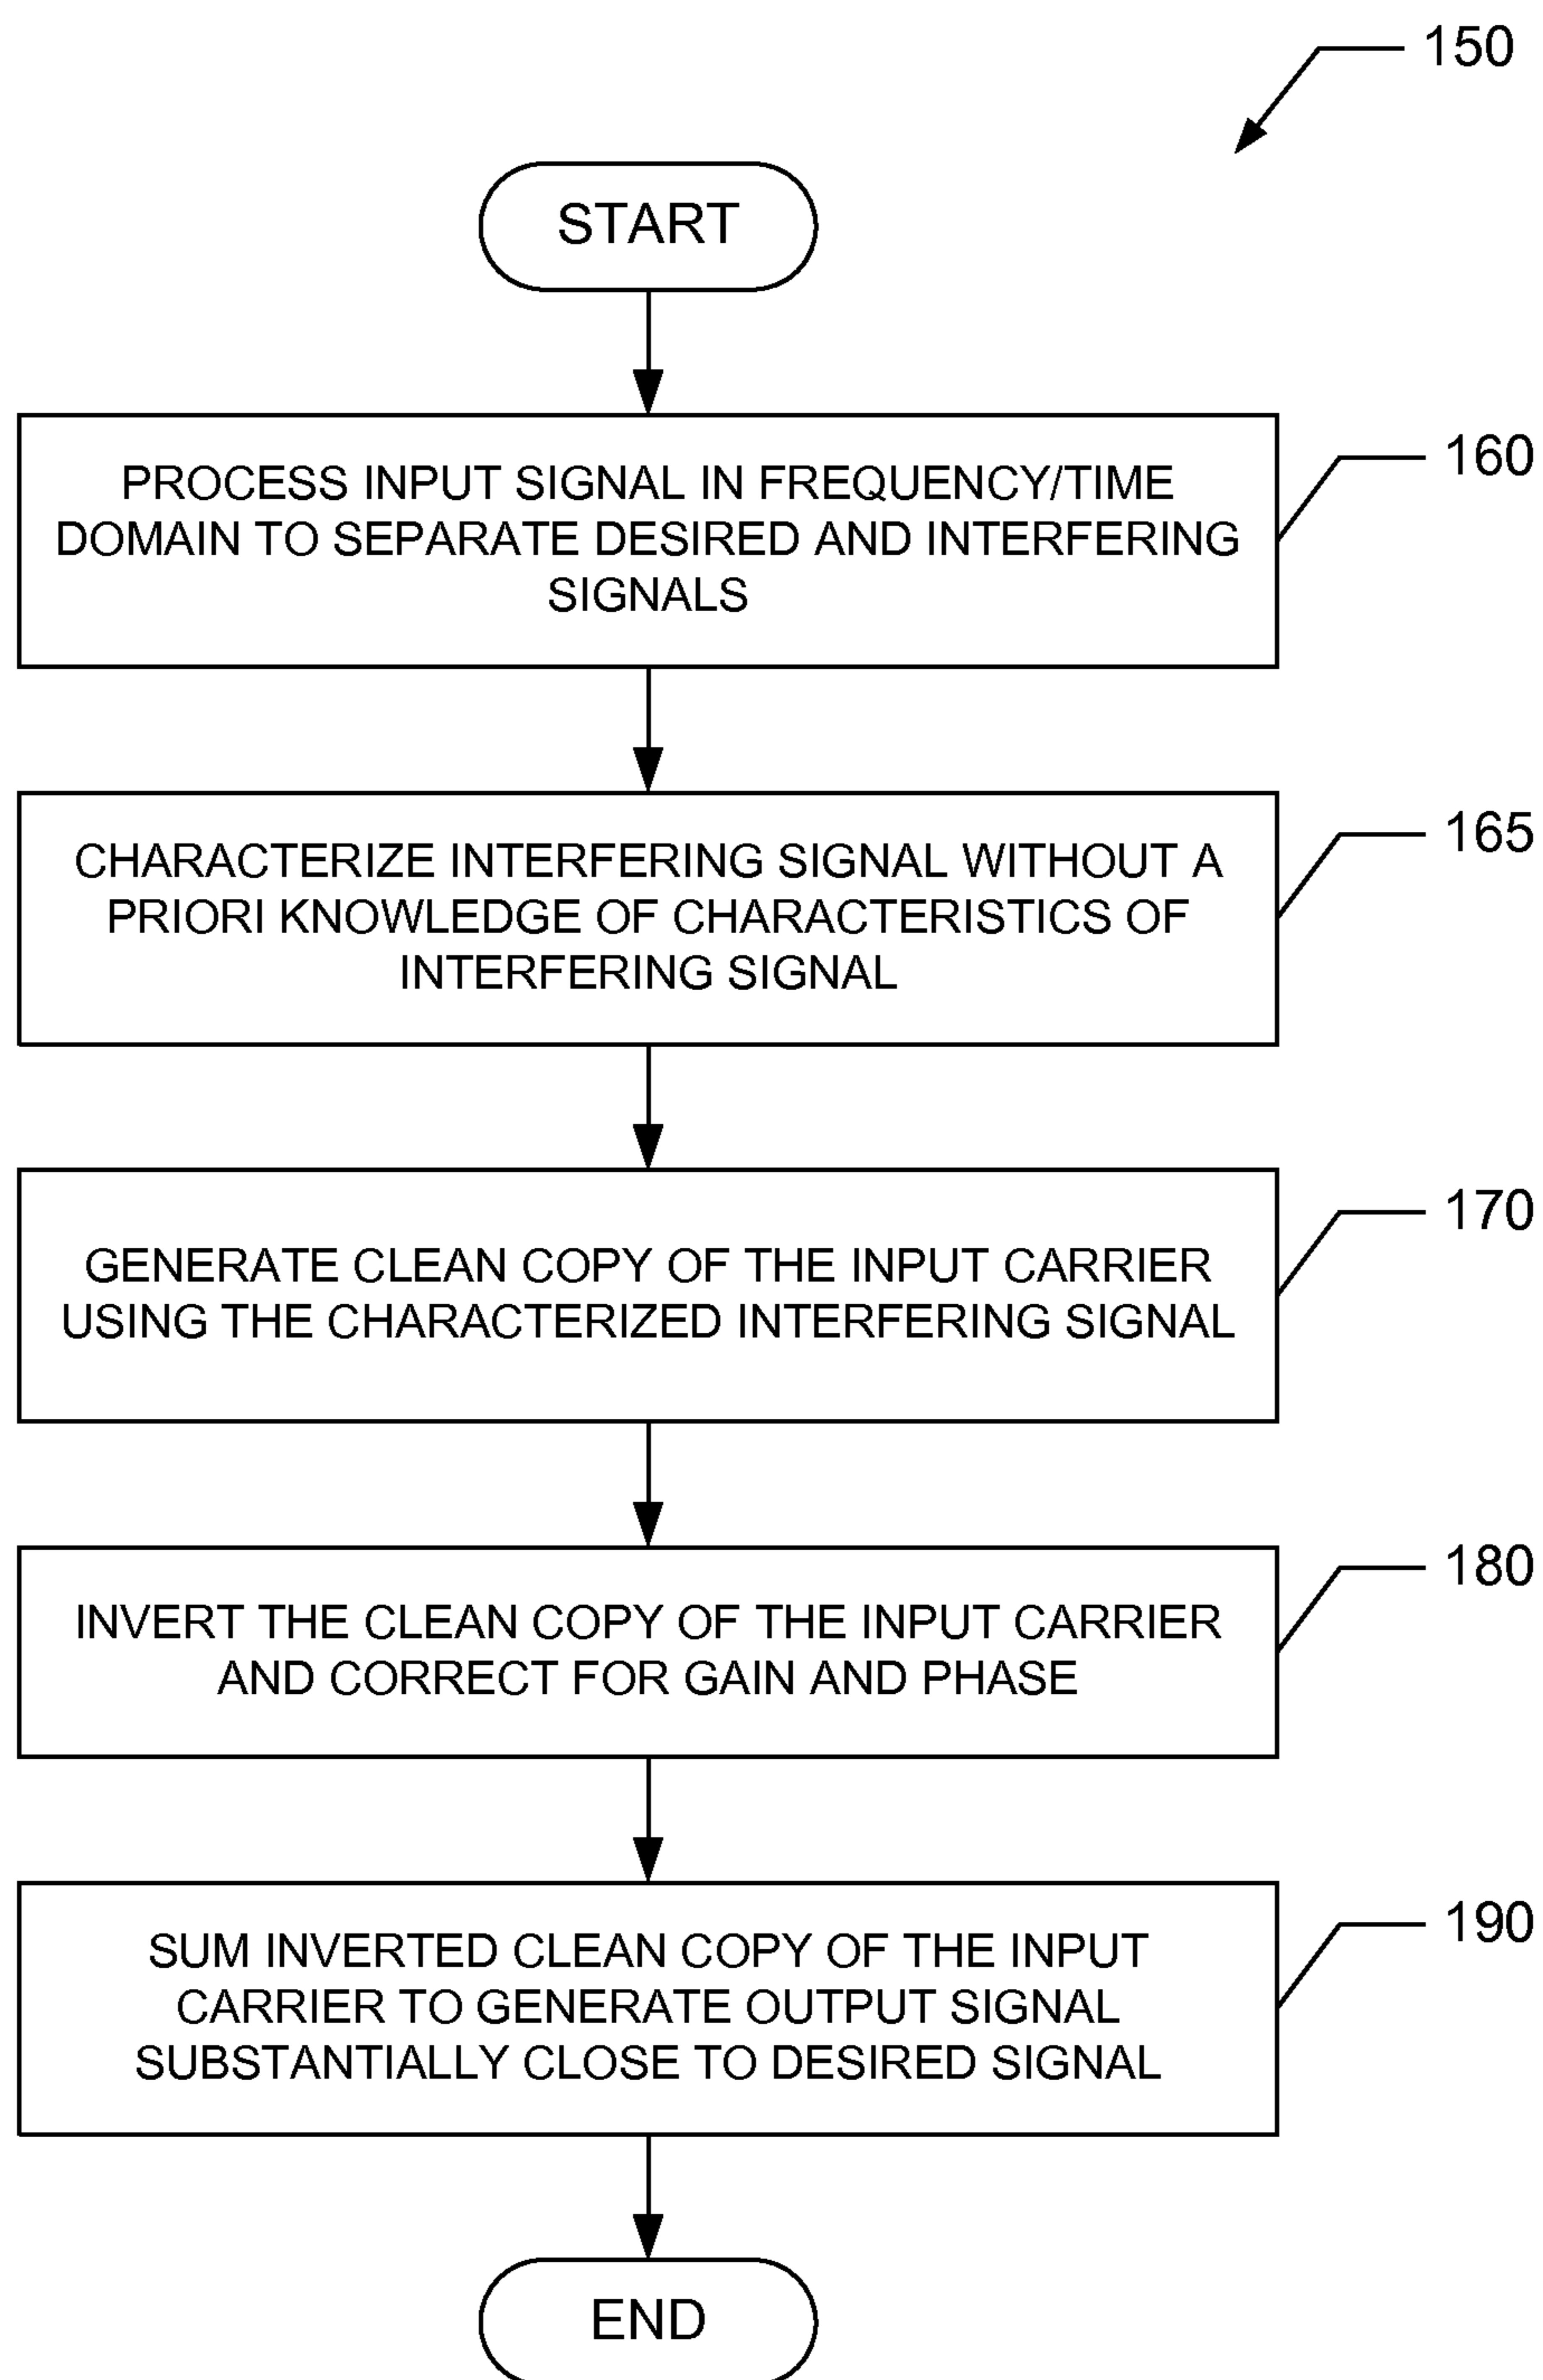 150
START
PROCESS INPUT SIGNAL IN FREQUENCY/TIME
DOMAIN TO SEPARATE DESIRED AND INTERFERING
SIGNALS
160
CHARACTERIZE INTERFERING SIGNAL WITHOUT A
PRIORI KNOWLEDGE OF CHARACTERISTICS OF
INTERFERING SIGNAL
165
GENERATE CLEAN COPY OF THE INPUT CARRIER
USING THE CHARACTERIZED INTERFERING SIGNAL
170
INVERT THE CLEAN COPY OF THE INPUT CARRIER
AND CORRECT FOR GAIN AND PHASE
180
SUM INVERTED CLEAN COPY OF THE INPUT
CARRIER TO GENERATE OUTPUT SIGNAL
SUBSTANTIALLY CLOSE TO DESIRED SIGNAL
190
END